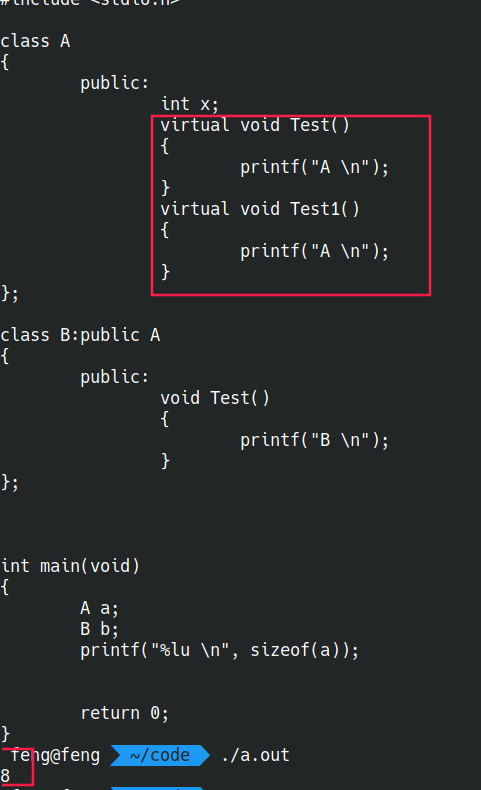 #include <stdio.h>
class A
{
public:
int x;
virtual void Test()
{
printf("A \n");
}
virtual void Test1()
{
printf("A \n");
}
};
class B:public A
{
public:
void Test()
{
printf("B \n");
}
};
int main(void)
{
A a;
B b;
printf("%lu \n", sizeof(a));
return 0;
}
feng@feng ~/code ./a.out
8